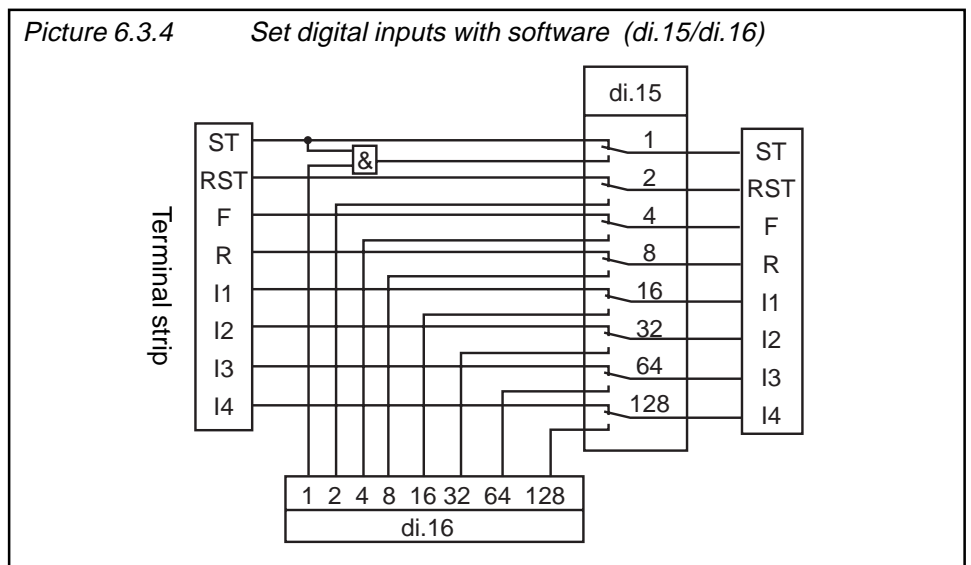 Picture 6.3.4 Set digital inputs with software (di.15/di.16)
di.15
Terminal strip
ST
RST
F
R
I1
I2
I3
I4
&
1
2
4
8
16
32
64
128
ST
RST
F
R
I1
I2
I3
I4
1 2 4 8 16 32 64 128
di.16